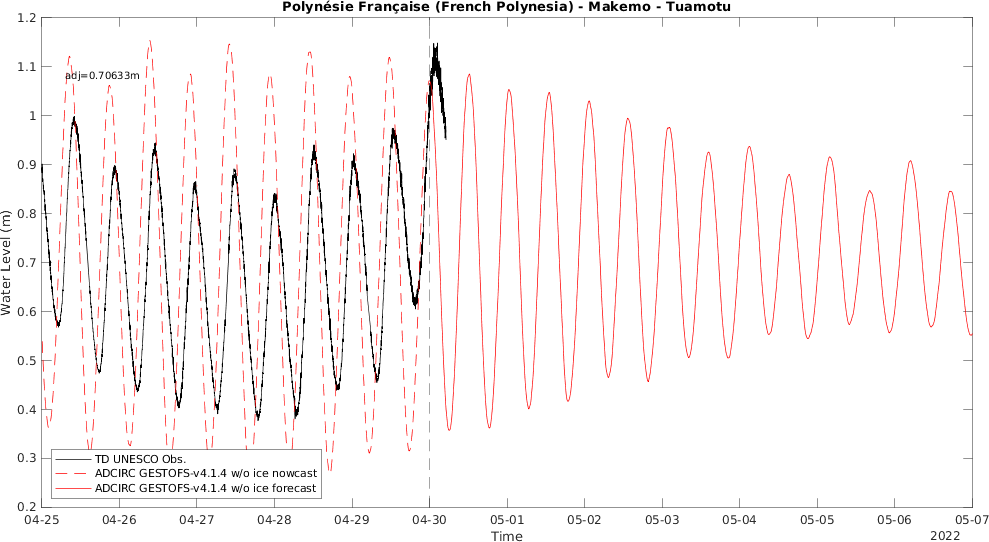 Polynésie Française (French Polynesia) - Makemo - Tuamotu
1.2
1.1
1
0.9
0.8
0.7
0.6
0.5
0.4
0.3
0.2
Water Level (m)
adj=0.70633m
TD UNESCO Obs.
ADCIRC GESTOFS-v4.1.4 w/o ice nowcast
ADCIRC GESTOFS-v4.1.4 w/o ice forecast
04-25 04-26 04-27 04-28 04-29 04-30 05-01 05-02 05-03 05-04 05-05 05-06 05-07
Time
2022